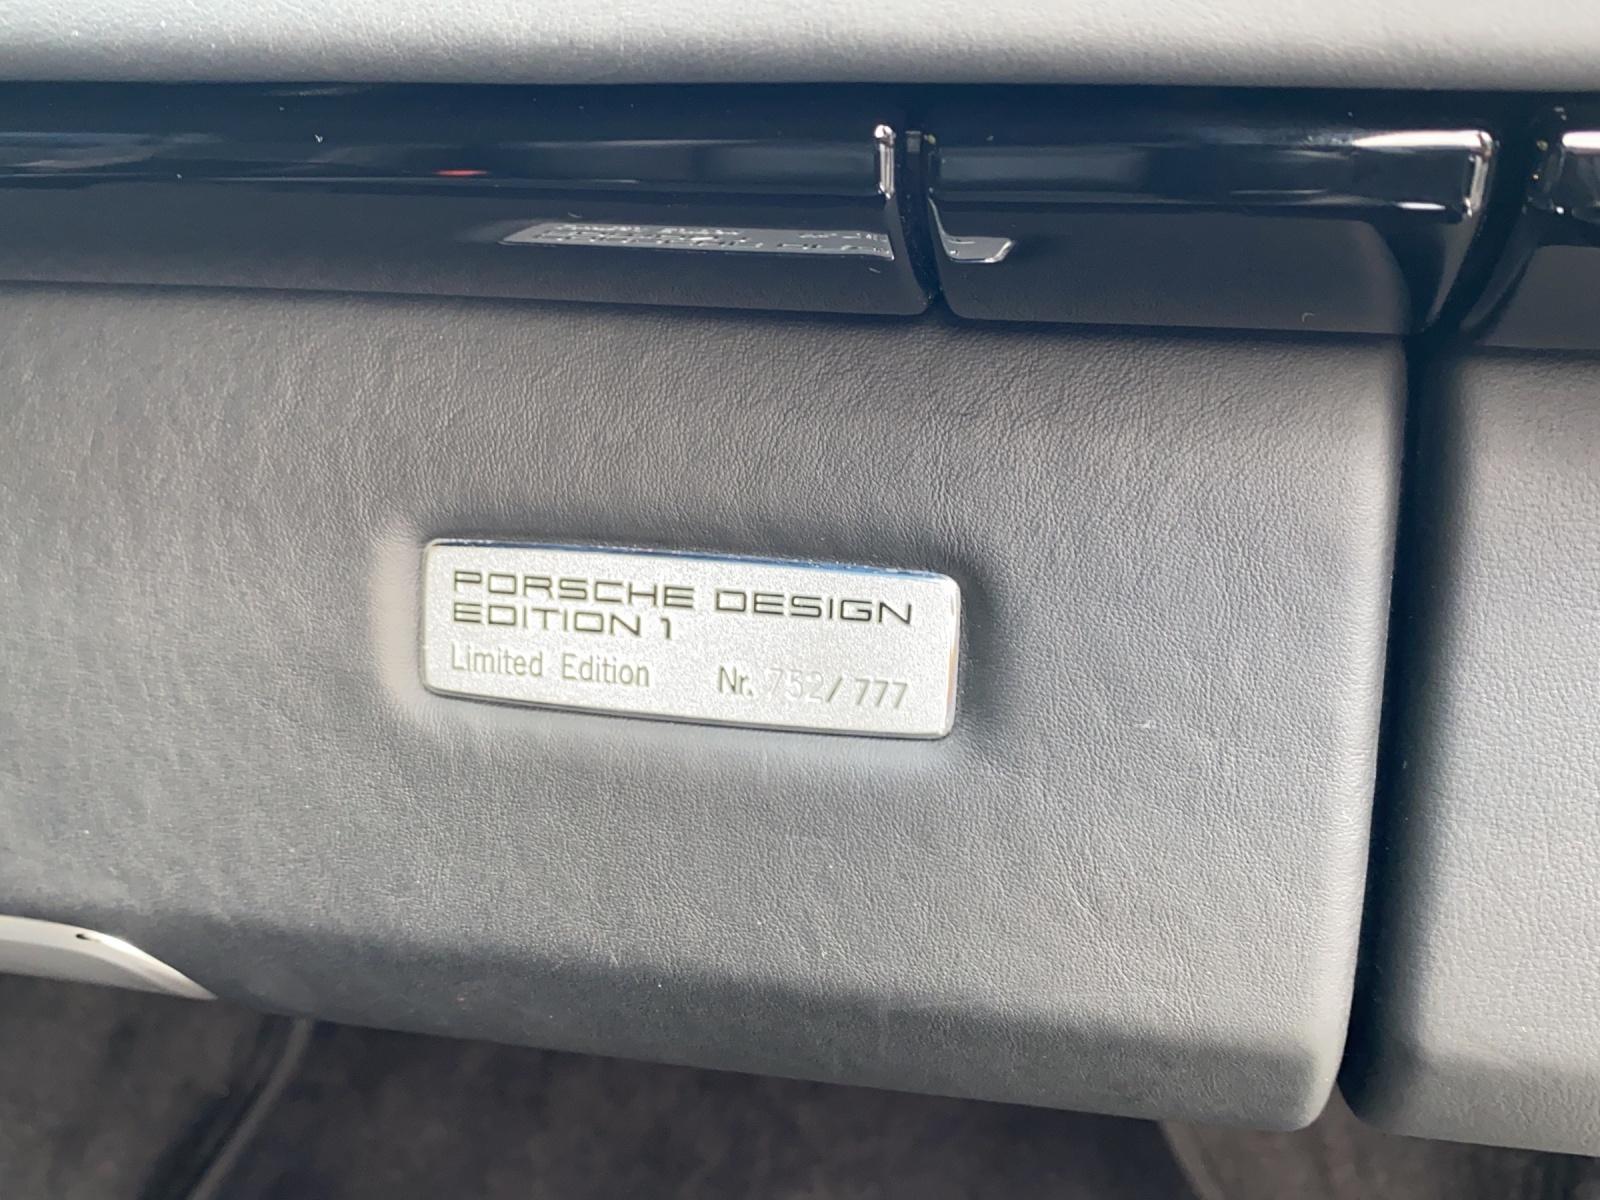 PORSCHE DESIGN
EDITION 1
Limited Edition Nr. 752/ 777